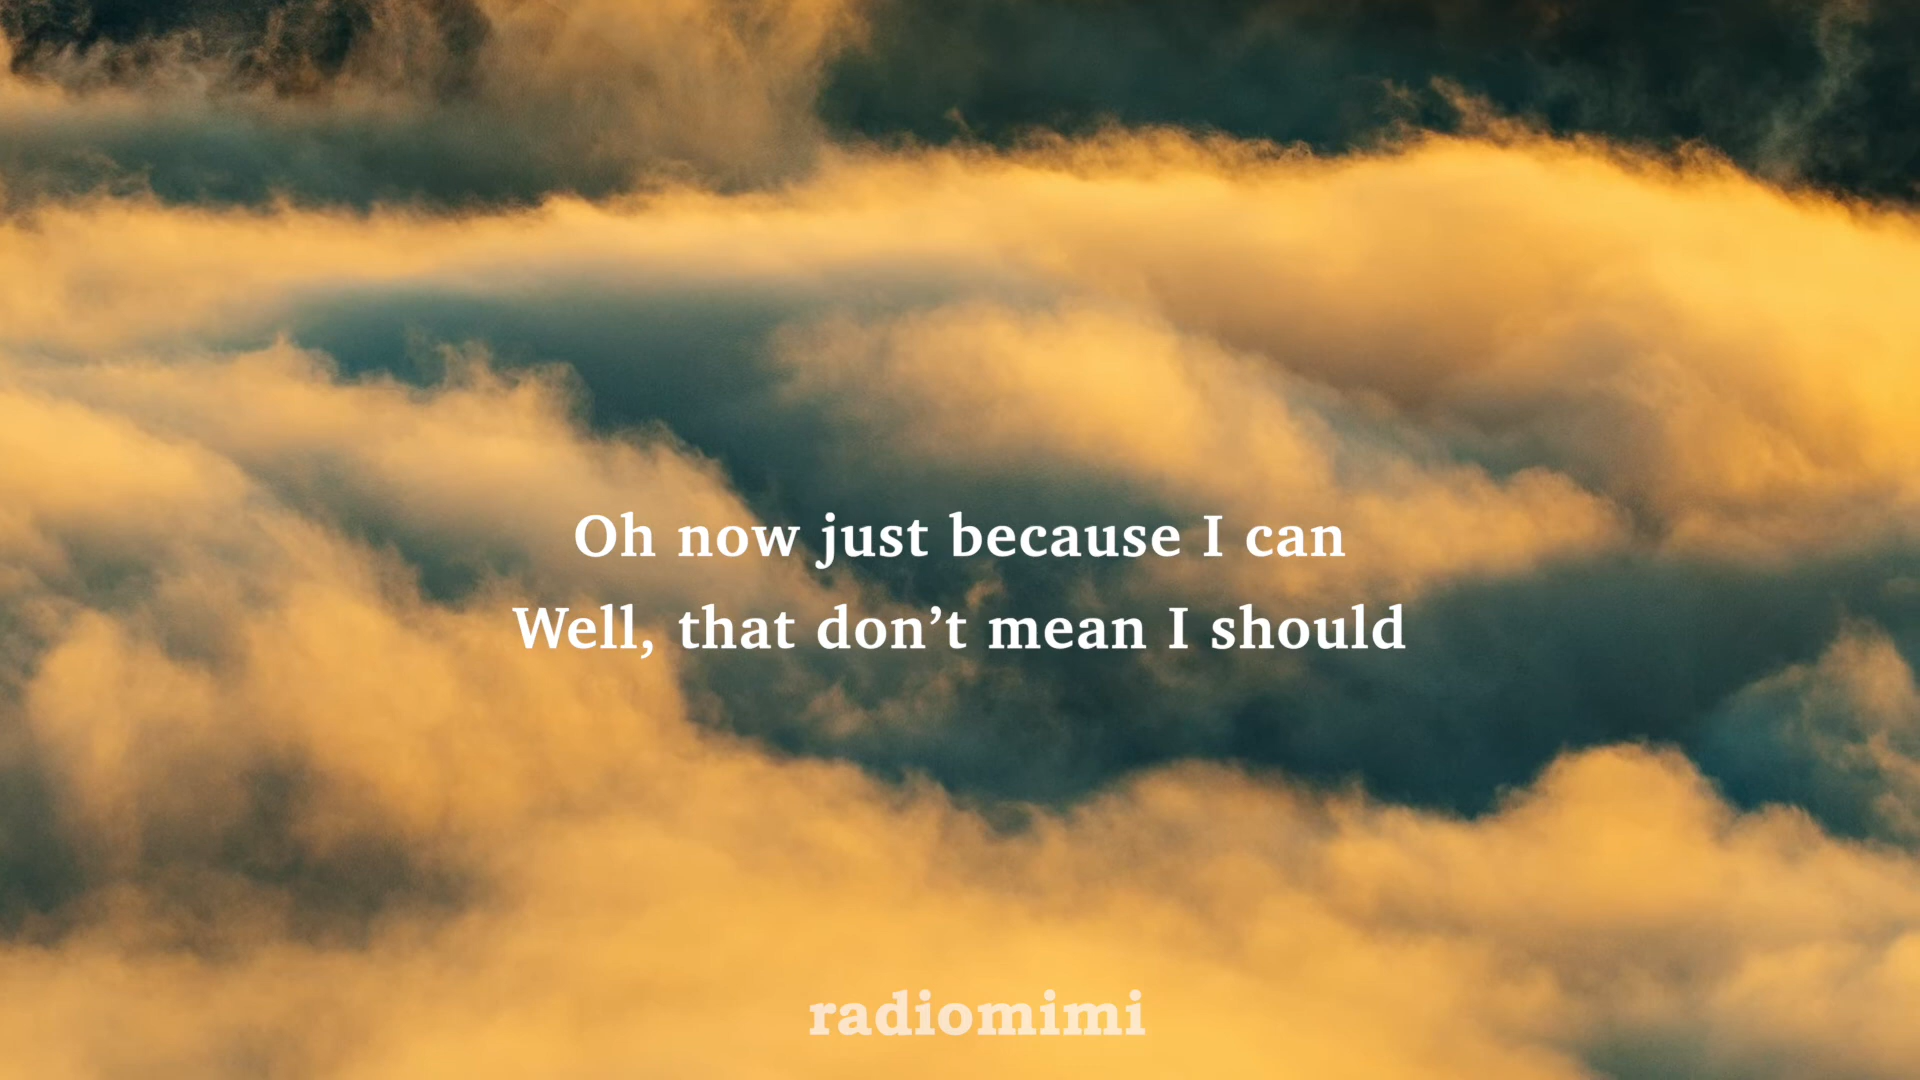 Oh now just because I can
Well, that don’t mean I should
radiomimi